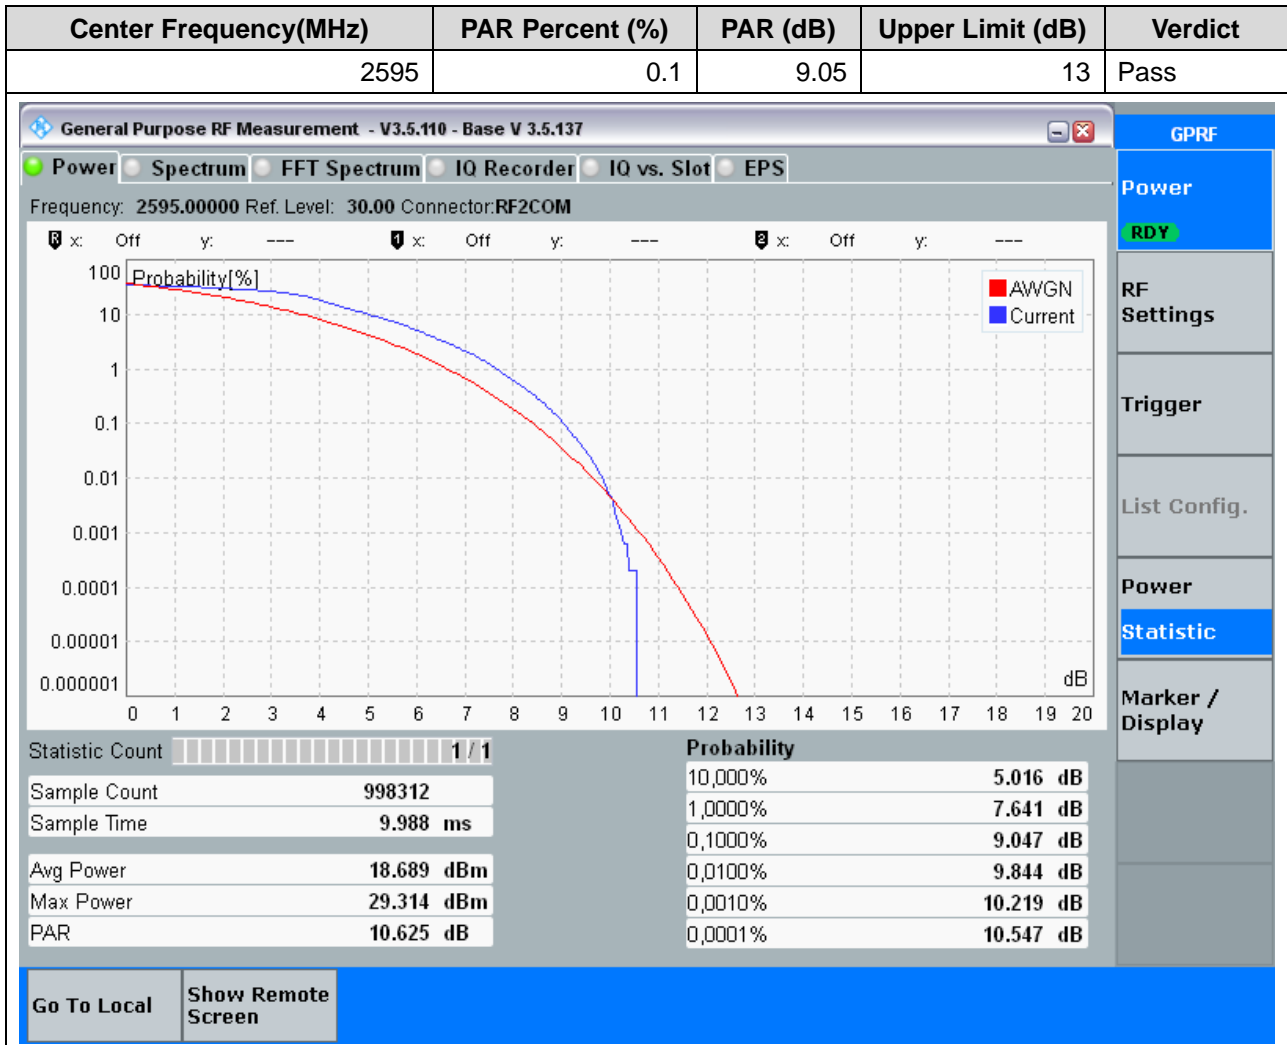 Center Frequency(MHz) PAR Percent (%) PAR (dB) Upper Limit (dB) Verdict
2595 0.1 9.05 13 Pass
General Purpose RF Measurement - V3.5.110 - Base V 3.5.137
GPRF
Power Spectrum FFT Spectrum IQ Recorder IQ vs. Slot EPS
Frequency: 2595.00000 Ref. Level: 30.00 Connector:RF2COM
R x: Off y: --- 1 x: Off y: --- 2 x: Off y: ---
Probability[%]
100
10
1
0.1
0.01
0.001
0.0001
0.00001
0.000001
AWGN
Current
dB
0 1 2 3 4 5 6 7 8 9 10 11 12 13 14 15 16 17 18 19 20
Statistic Count 1 / 1
Sample Count 998312
Sample Time 9.988 ms
Avg Power 18.689 dBm
Max Power 29.314 dBm
PAR 10.625 dB
Probability
10,000% 5.016 dB
1,0000% 7.641 dB
0,1000% 9.047 dB
0,0100% 9.844 dB
0,0010% 10.219 dB
0,0001% 10.547 dB
Power
RDY
RF
Settings
Trigger
List Config.
Power
Statistic
Marker /
Display
Go To Local
Show Remote
Screen